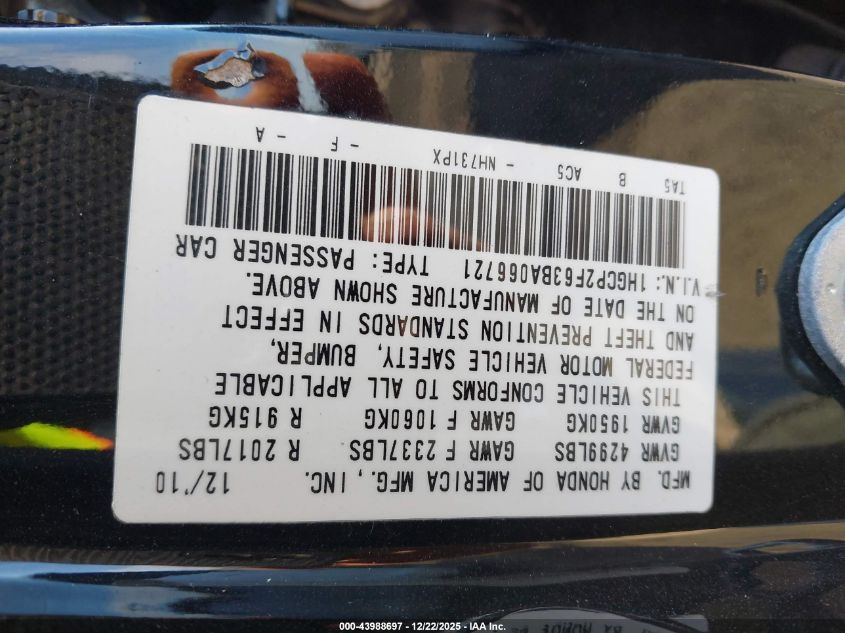 MFD. BY HONDA OF AMERICA MFG., INC. 12/'10
GVWR 4299LBS GAWR F 2337LBS R 2017LBS
GVWR 1950KG GAWR F 1060KG R 915KG
THIS VEHICLE CONFORMS TO ALL APPLICABLE
FEDERAL MOTOR VEHICLE SAFETY, BUMPER,
AND THEFT PREVENTION STANDARDS IN EFFECT
ON THE DATE OF MANUFACTURE SHOWN ABOVE.
V.I.N.: 1HGCP2F63BA066721 TYPE: PASSENGER CAR
TA5 B AC5 - NH731PX - F - A
000-43988697 - 12/22/2025 - IAA Inc.